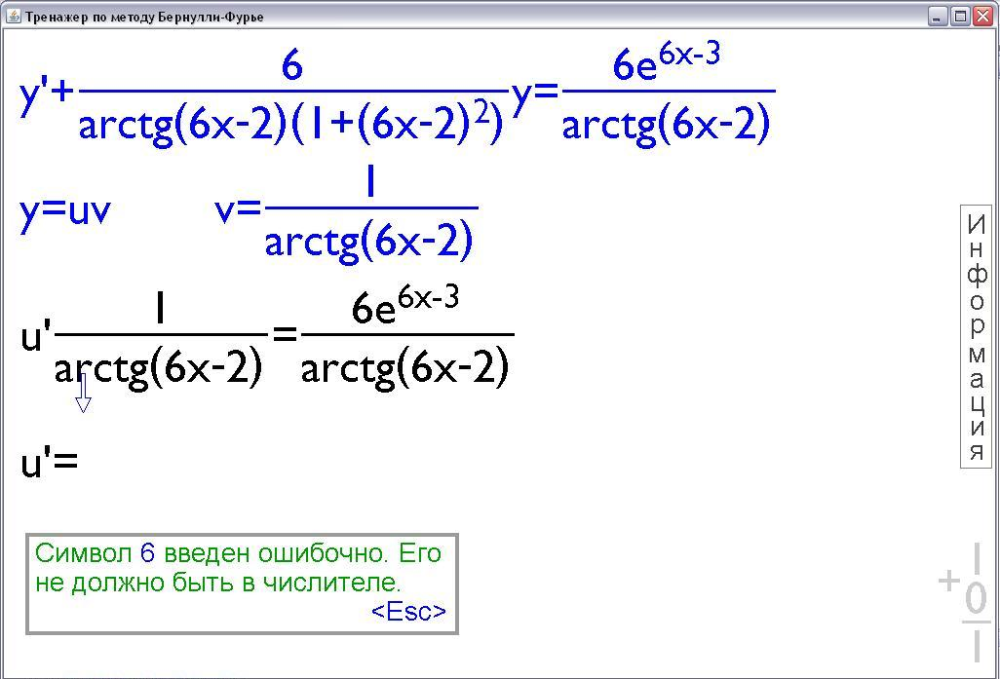 Тренажер по методу Бернулли-Фурье
y'+6/(arctg(6x-2)(1+(6x-2)²))y=6e^(6x-3)/arctg(6x-2)
y=uv v=1/arctg(6x-2)
u'1/arctg(6x-2)=6e^(6x-3)/arctg(6x-2)
u'=
Символ 6 введен ошибочно. Его
не должно быть в числителе.
<Esc>
Информация
1
+0
1